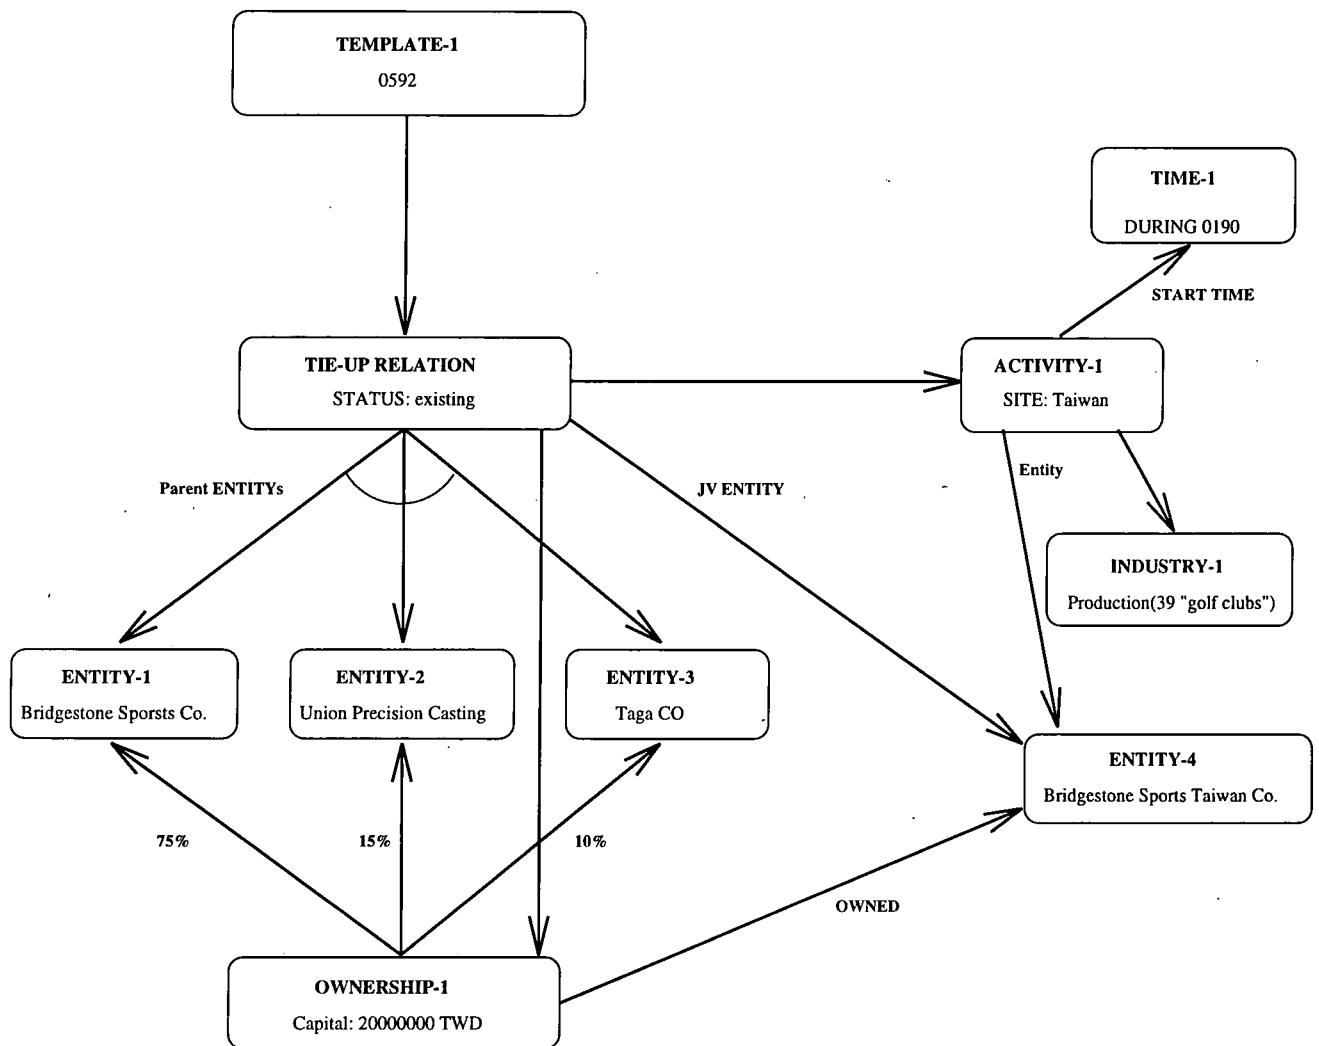 TEMPLATE-1
0592
TIME-1
DURING 0190
START TIME
TIE-UP RELATION
STATUS: existing
ACTIVITY-1
SITE: Taiwan
Parent ENTITYs
JV ENTITY
Entity
INDUSTRY-1
Production(39 "golf clubs")
ENTITY-1
Bridgestone Sporsts Co.
ENTITY-2
Union Precision Casting
ENTITY-3
Taga CO
ENTITY-4
Bridgestone Sports Taiwan Co.
75%
15%
10%
OWNED
OWNERSHIP-1
Capital: 20000000 TWD